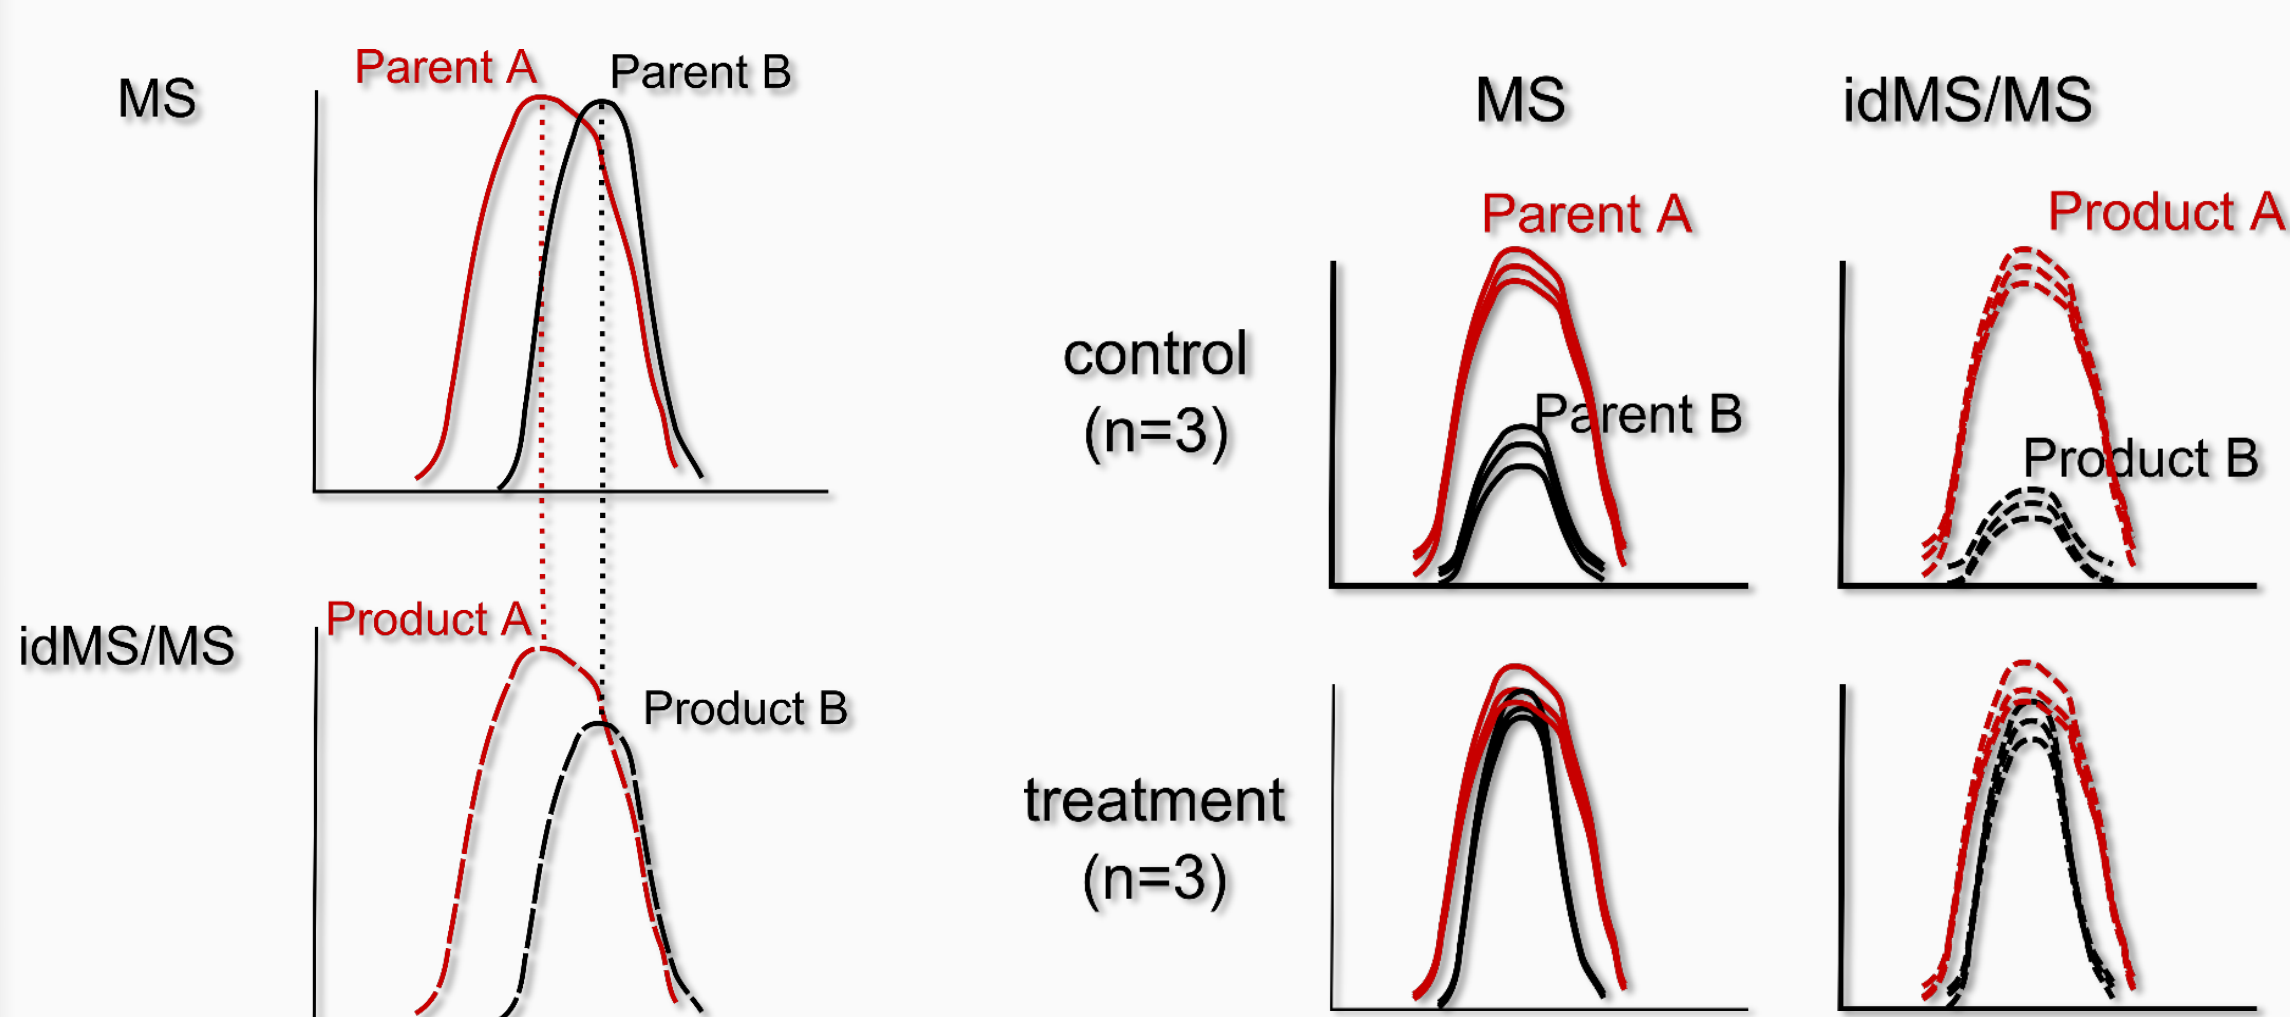 MS
Parent A
Parent B
idMS/MS
Product A
Product B
MS
idMS/MS
control
(n=3)
Parent A
Parent B
Product A
Product B
treatment
(n=3)